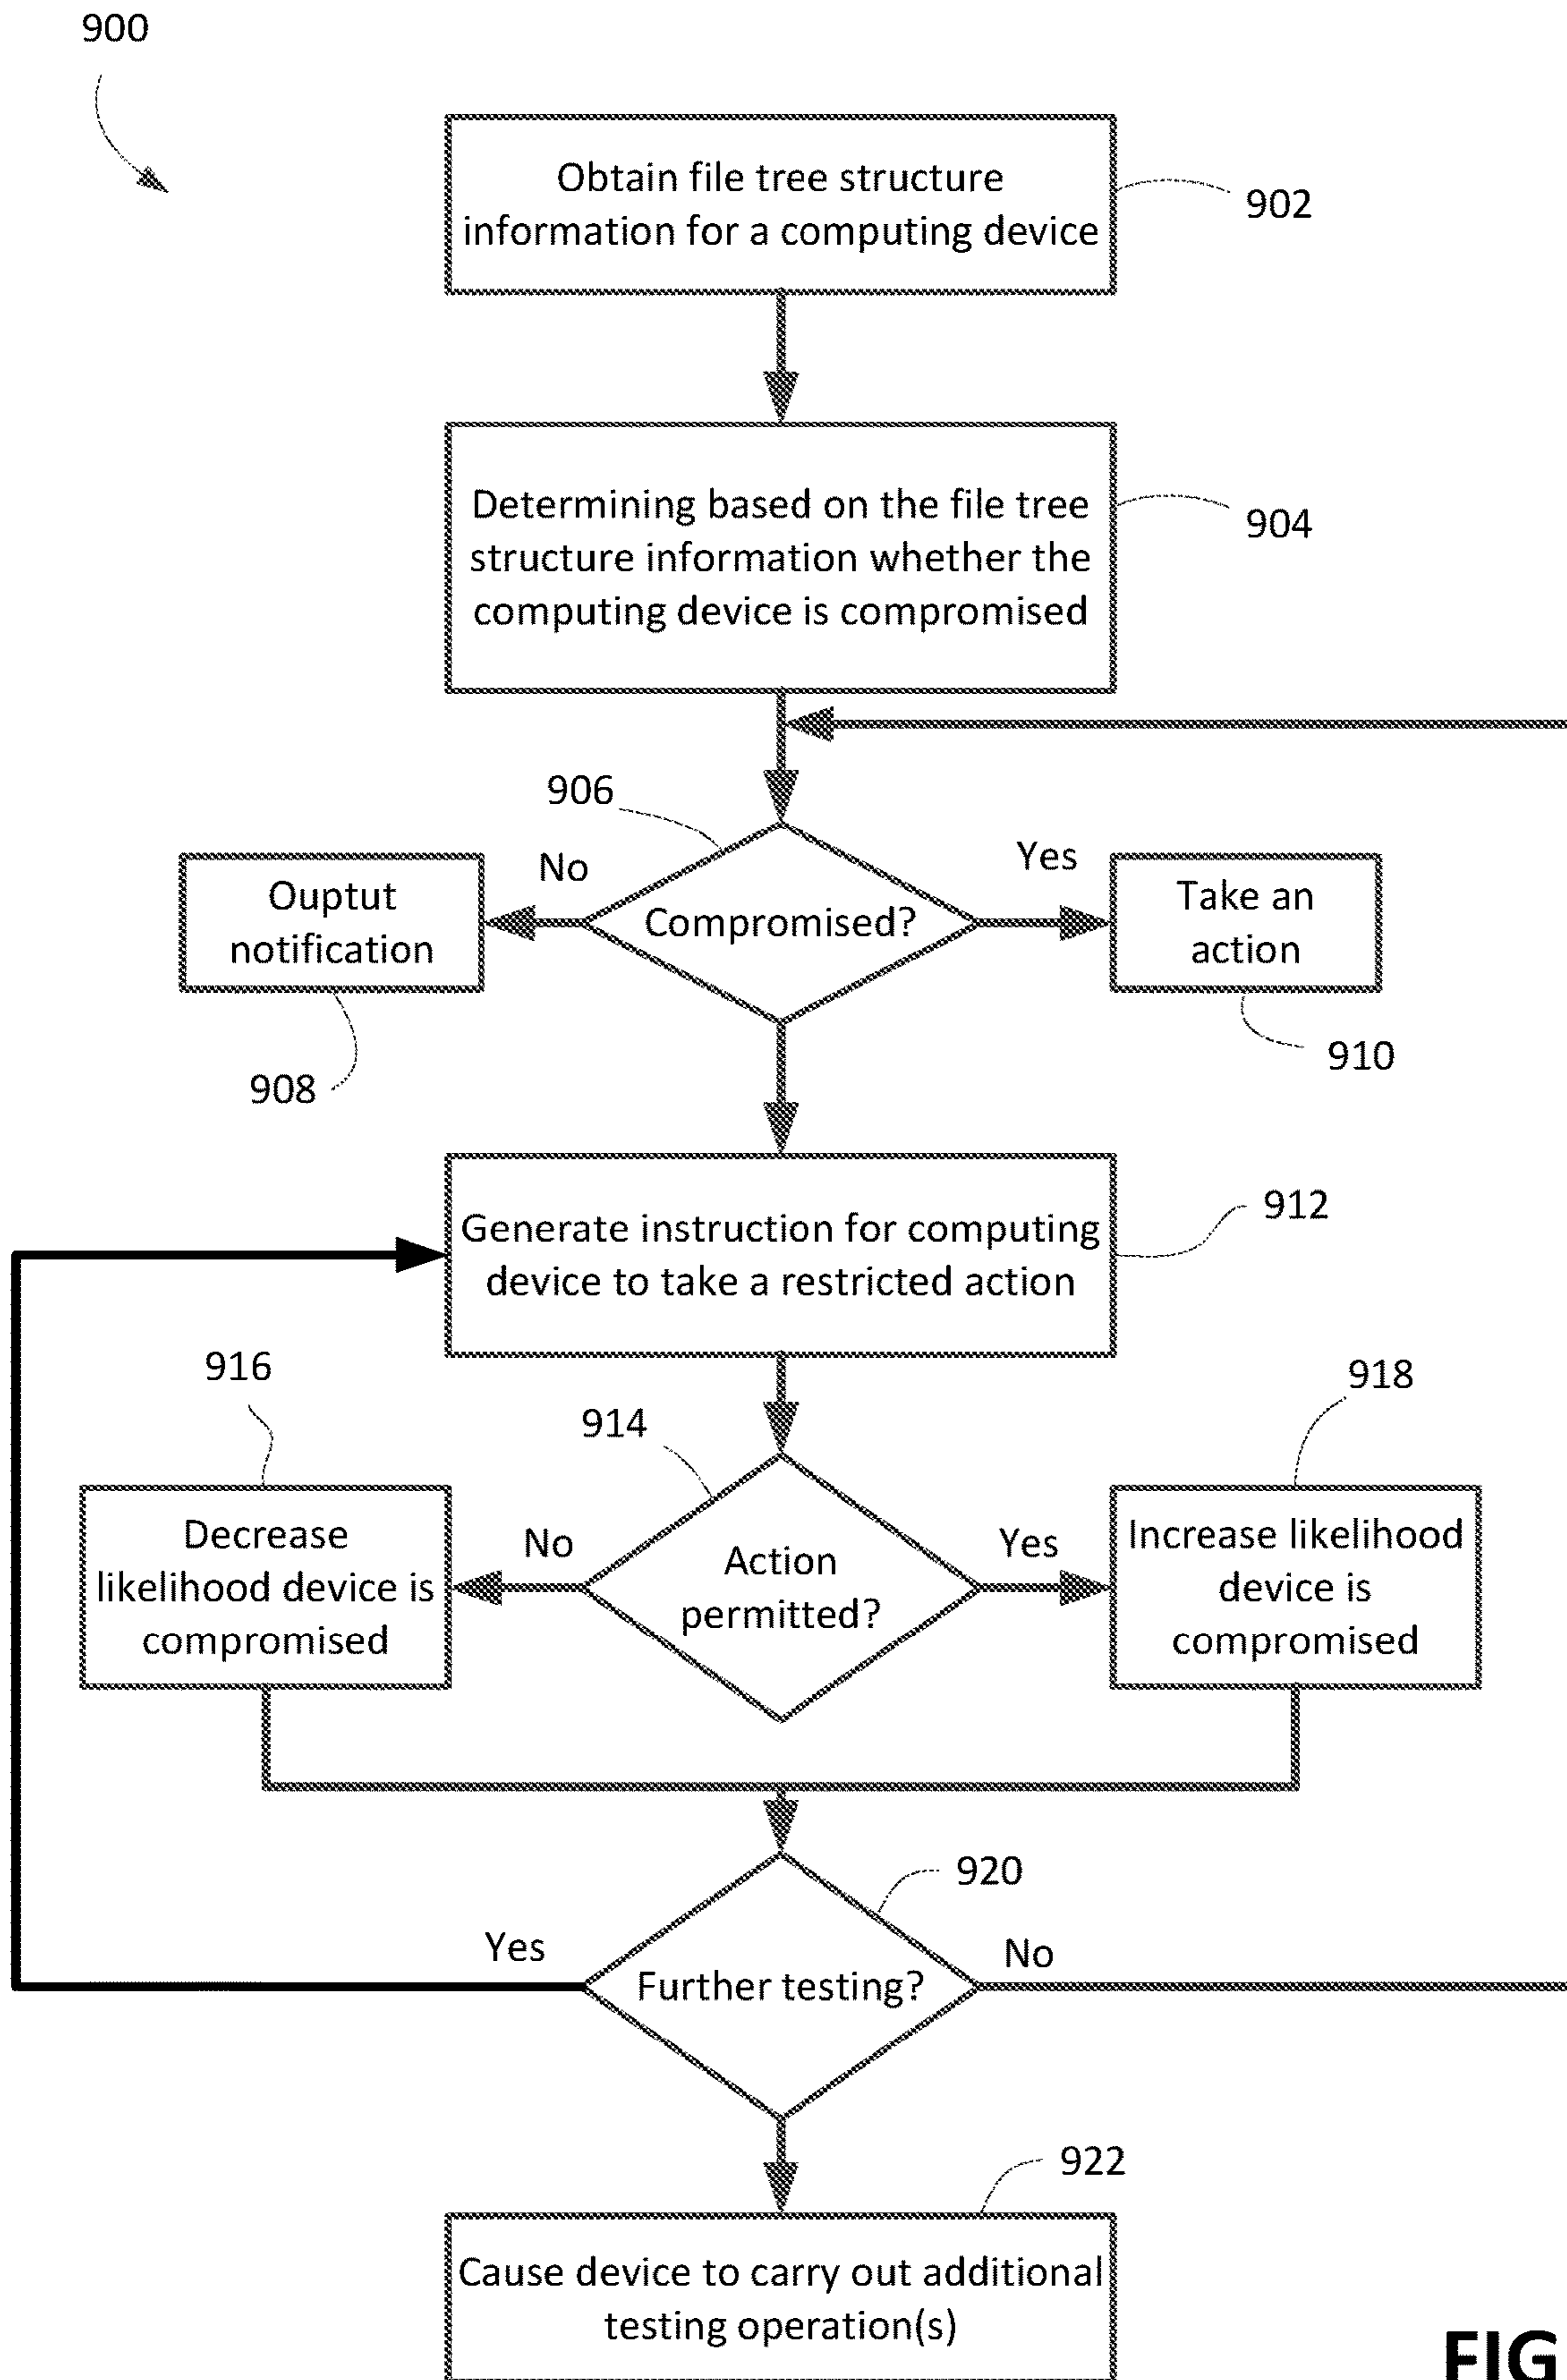 900
Obtain file tree structure
information for a computing device
902
Determining based on the file tree
structure information whether the
computing device is compromised
904
906
No
Yes
Ouptut
notification
Compromised?
Take an
action
908
910
Generate instruction for computing
device to take a restricted action
912
916
914
918
No
Yes
Decrease
likelihood device is
compromised
Action
permitted?
Increase likelihood
device is
compromised
920
Yes
No
Further testing?
922
Cause device to carry out additional
testing operation(s)
FIG